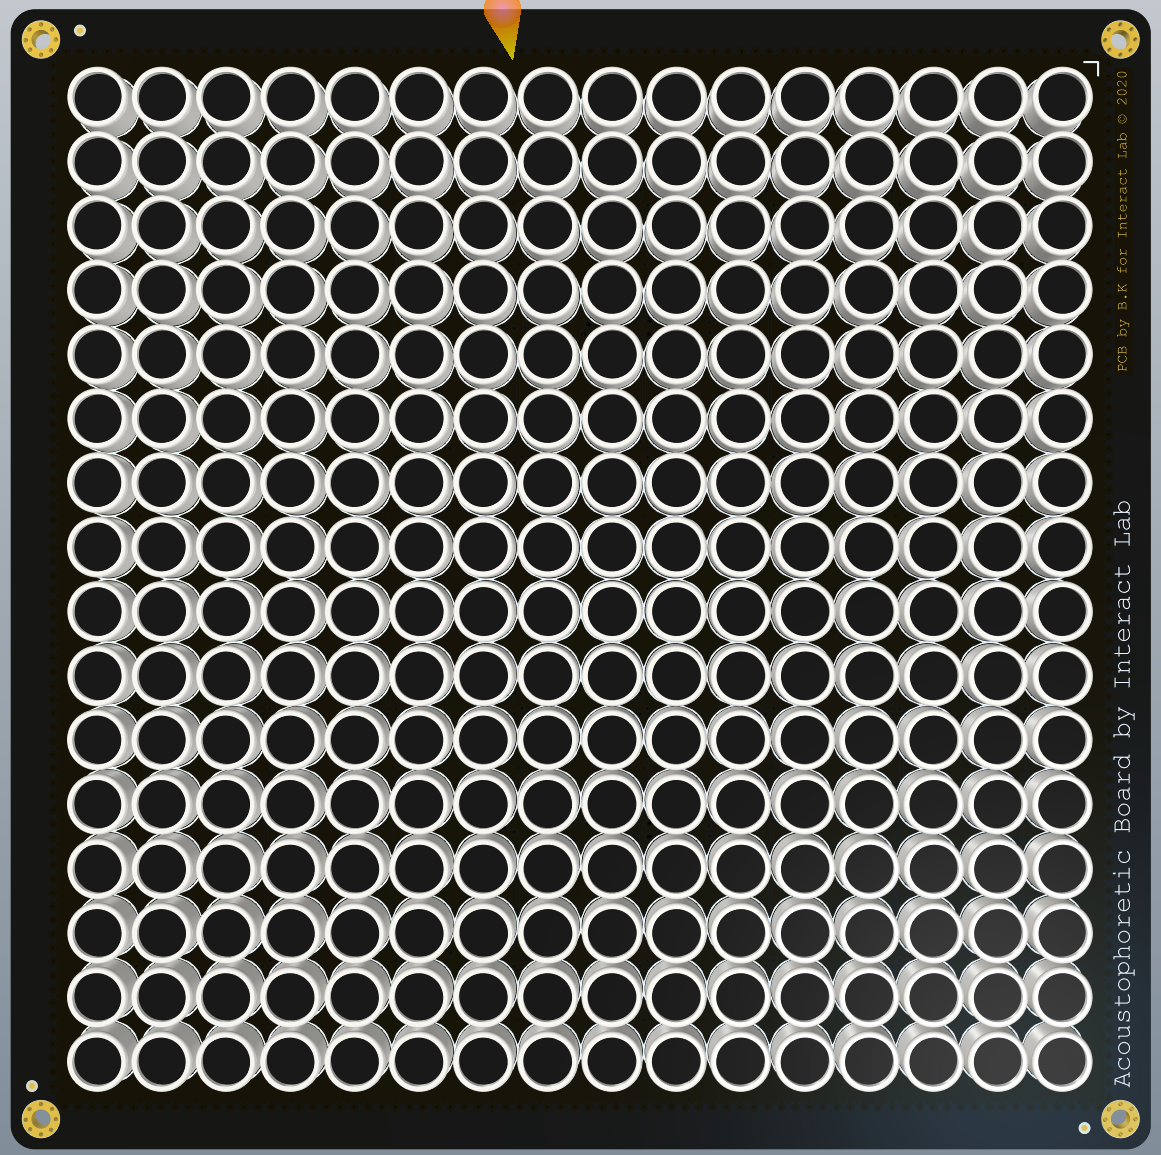 PCB by B.K for Interact Lab © 2020
Acoustophoretic Board by Interact Lab